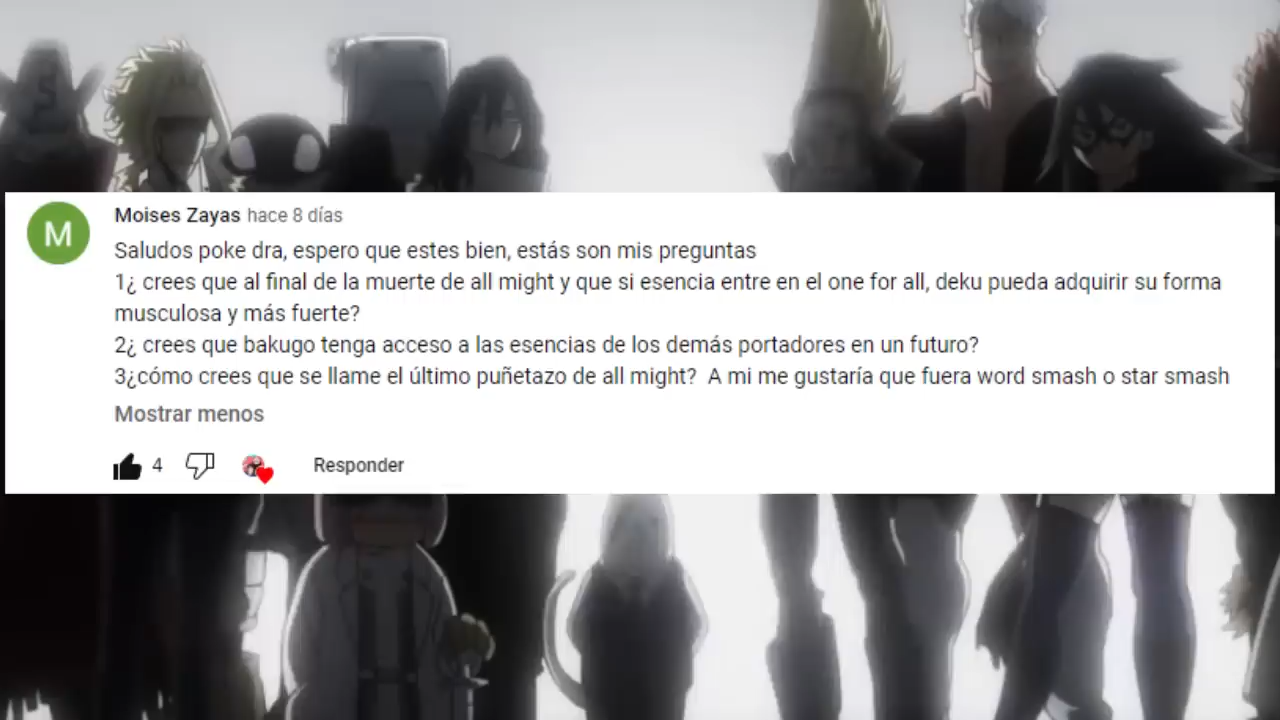 M
Moises Zayas hace 8 días
Saludos poke dra, espero que estes bien, estás son mis preguntas
1¿ crees que al final de la muerte de all might y que si esencia entre en el one for all, deku pueda adquirir su forma
musculosa y más fuerte?
2¿ crees que bakugo tenga acceso a las esencias de los demás portadores en un futuro?
3¿cómo crees que se llame el último puñetazo de all might? A mi me gustaría que fuera word smash o star smash
Mostrar menos
4 Responder